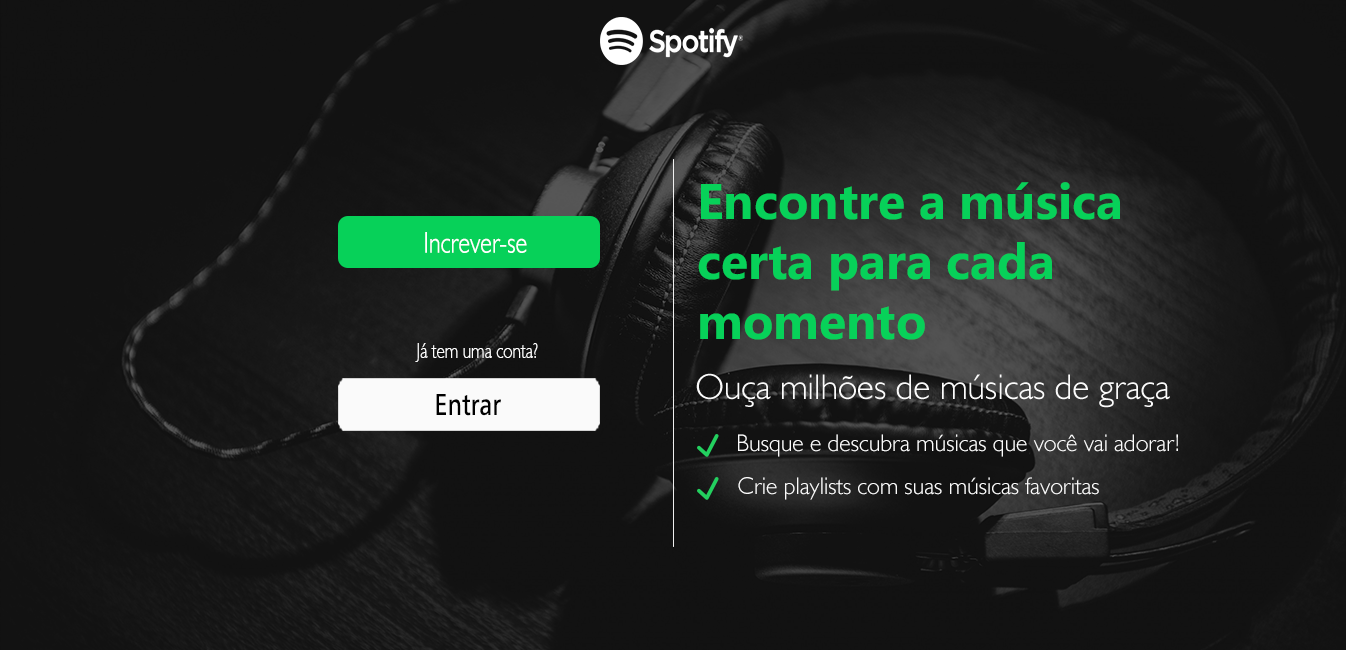 Spotify®
Increver-se
Já tem uma conta?
Entrar
Encontre a música
certa para cada
momento
Ouça milhões de músicas de graça
Busque e descubra músicas que você vai adorar!
Crie playlists com suas músicas favoritas